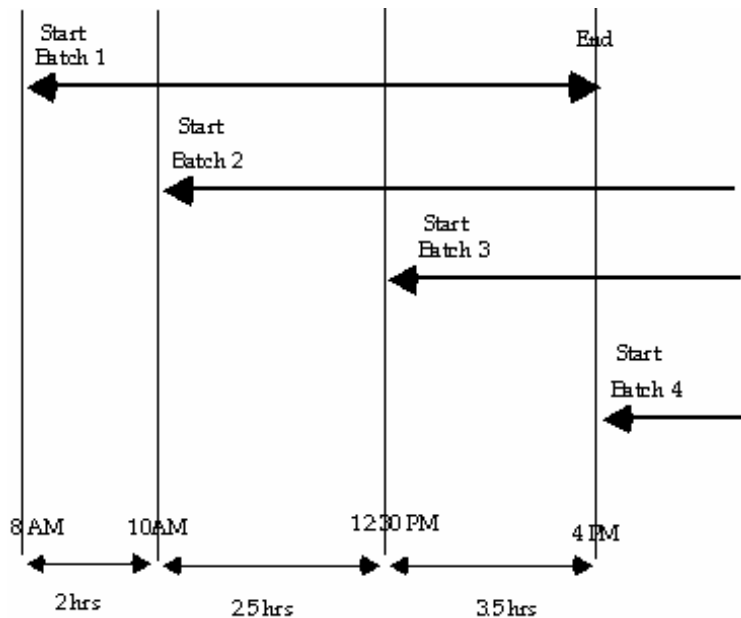 Start
Batch 1
End
Start
Batch 2
Start
Batch 3
Start
Batch 4
8 AM
10AM
12:30 PM
4 PM
2hrs
2.5hrs
3.5hrs